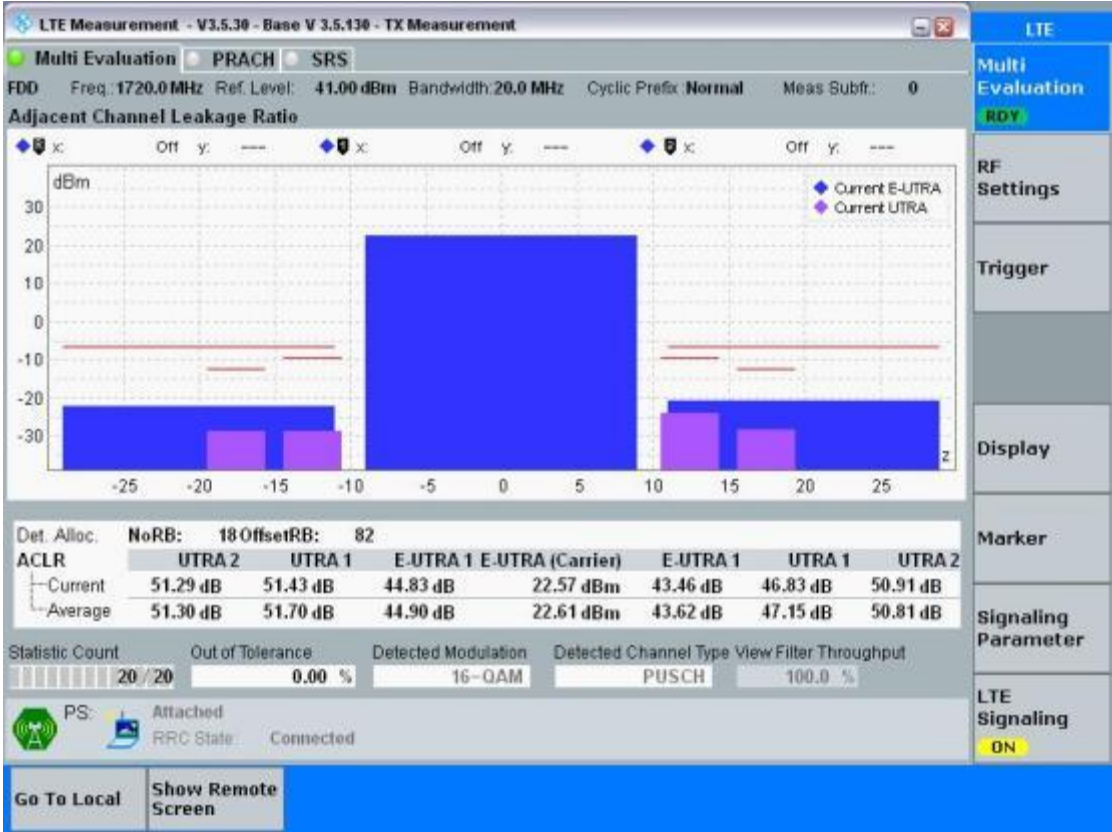 LTE Measurement - V3.5.30 - Base V 3.5.130 - TX Measurement
LTE
Multi Evaluation PRACH SRS
Multi
Evaluation
RDY
FDD Freq.: 1720.0 MHz Ref. Level: 41.00 dBm Bandwidth: 20.0 MHz Cyclic Prefix: Normal Meas Subfr.: 0
Adjacent Channel Leakage Ratio
x: Off y: --- x: Off y: --- x: Off y: ---
RF
Settings
dBm
Current E-UTRA
Current UTRA
30
20
10
0
-10
-20
-30
z
-25 -20 -15 -10 -5 0 5 10 15 20 25
Trigger
Display
Marker
Signaling
Parameter
LTE
Signaling
ON
Det. Alloc. NoRB: 18 OffsetRB: 82
ACLR UTRA 2 UTRA 1 E-UTRA 1 E-UTRA (Carrier) E-UTRA 1 UTRA 1 UTRA 2
Current 51.29 dB 51.43 dB 44.83 dB 22.57 dBm 43.46 dB 46.83 dB 50.91 dB
Average 51.30 dB 51.70 dB 44.90 dB 22.61 dBm 43.62 dB 47.15 dB 50.81 dB
Statistic Count Out of Tolerance Detected Modulation Detected Channel Type View Filter Throughput
20 / 20 0.00 % 16-QAM PUSCH 100.0 %
PS: Attached
RRC State: Connected
Go To Local
Show Remote
Screen